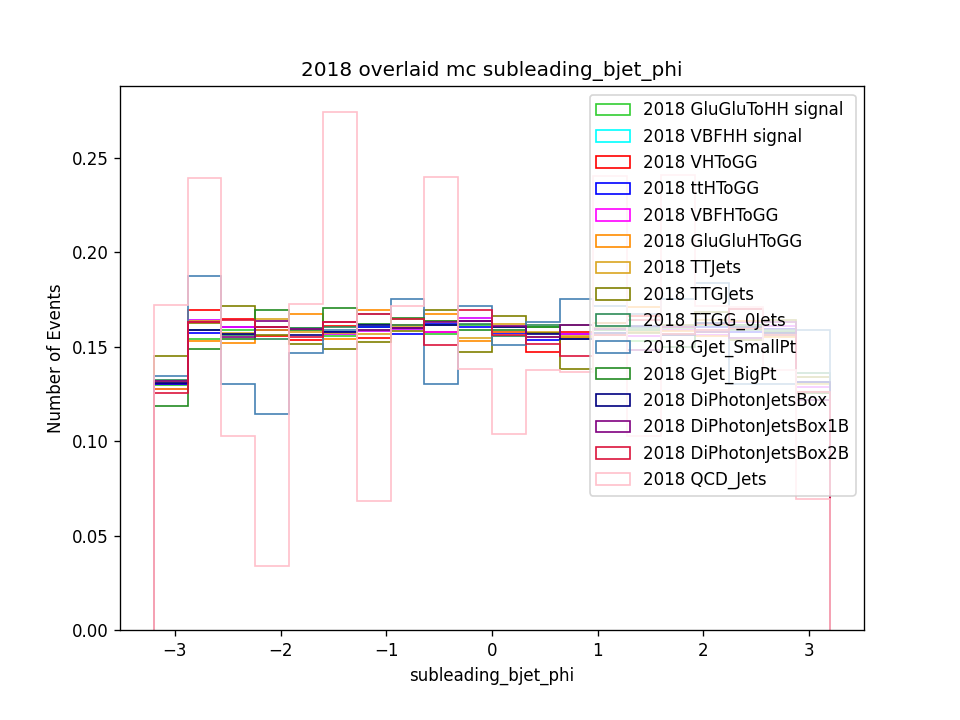 2018 overlaid mc subleading_bjet_phi
Number of Events
0.25
0.20
0.15
0.10
0.05
0.00
−3
−2
−1
0
1
2
3
subleading_bjet_phi
2018 GluGluToHH signal
2018 VBFHH signal
2018 VHToGG
2018 ttHToGG
2018 VBFHToGG
2018 GluGluHToGG
2018 TTJets
2018 TTGJets
2018 TTGG_0Jets
2018 GJet_SmallPt
2018 GJet_BigPt
2018 DiPhotonJetsBox
2018 DiPhotonJetsBox1B
2018 DiPhotonJetsBox2B
2018 QCD_Jets